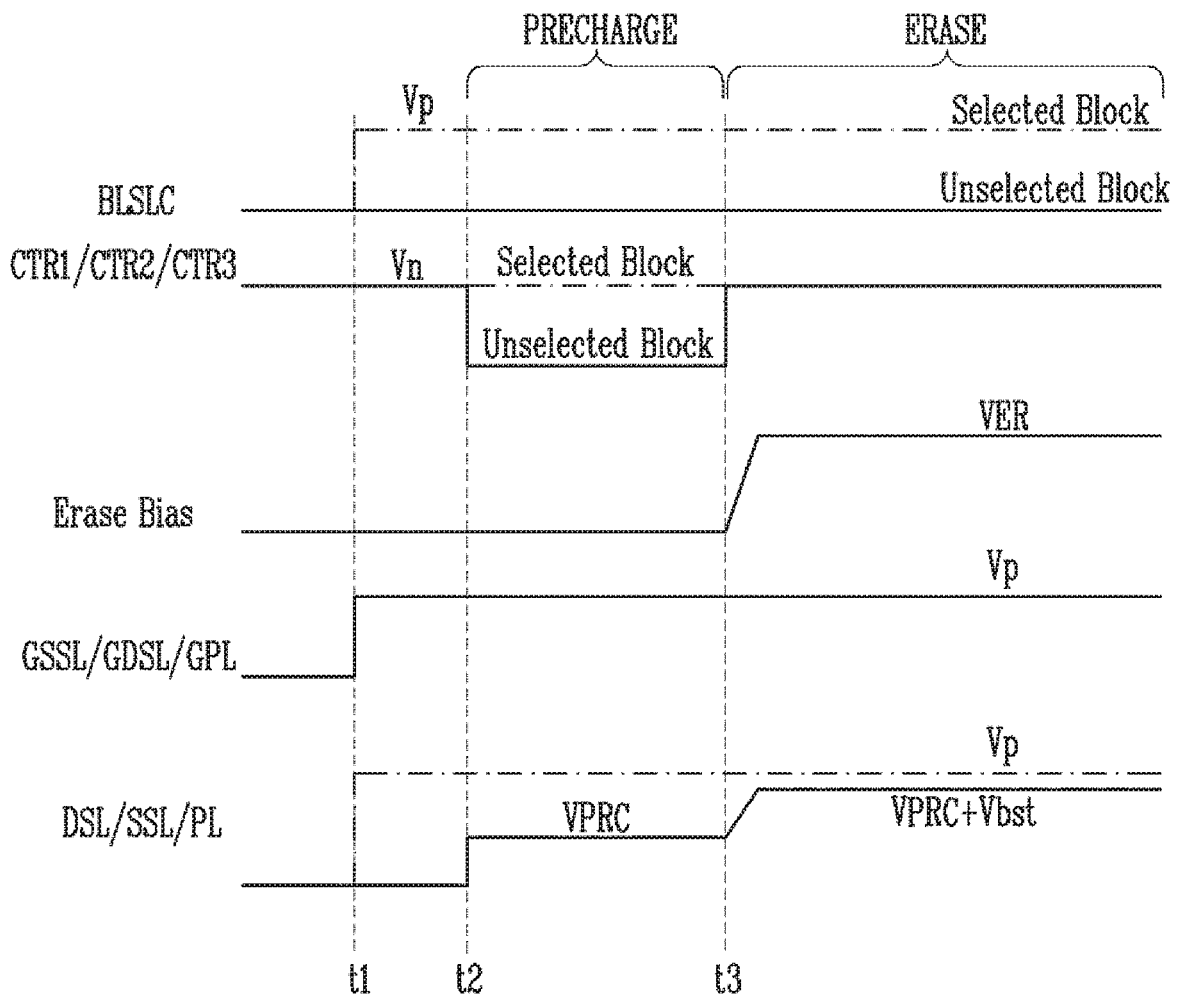 PRECHARGE
ERASE
Vp
Selected Block
BLSLC
Unselected Block
CTR1/CTR2/CTR3
Vn
Selected Block
Unselected Block
VER
Erase Bias
Vp
GSSL/GDSL/GPL
Vp
DSL/SSL/PL
VPRC
VPRC+Vbst
t1
t2
t3